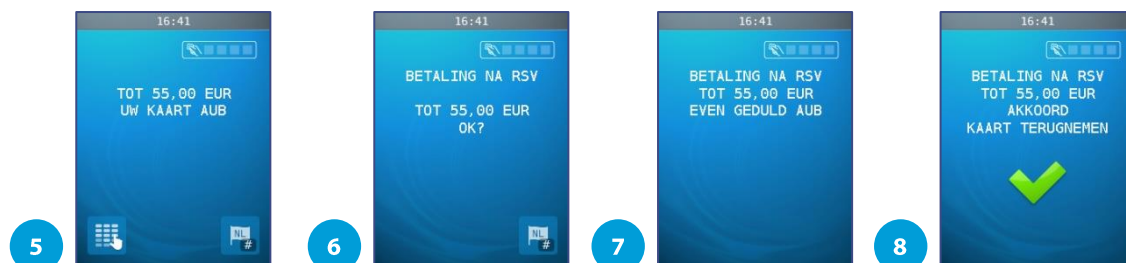 16:41
TOT 55,00 EUR
UW KAART AUB
NL
#
5
16:41
BETALING NA RSV
TOT 55,00 EUR
OK?
NL
#
6
16:41
BETALING NA RSV
TOT 55,00 EUR
EVEN GEDULD AUB
7
16:41
BETALING NA RSV
TOT 55,00 EUR
AKKOORD
KAART TERUGNEMEN
8